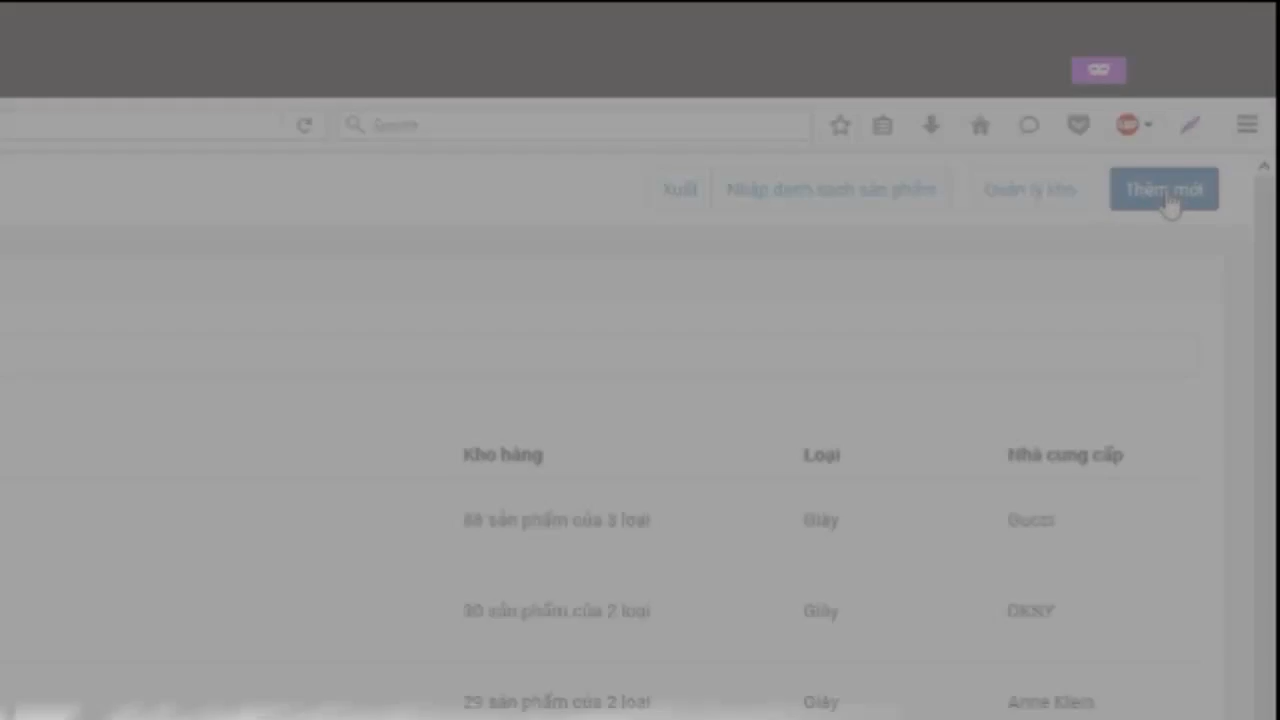 Search
Xuất Nhập danh sách sản phẩm Quản lý kho Thêm mới
Kho hàng Loại Nhà cung cấp
88 sản phẩm của 3 loại Giày Gucci
30 sản phẩm của 2 loại Giày DKNY
29 sản phẩm của 2 loại Giày Anne Klein